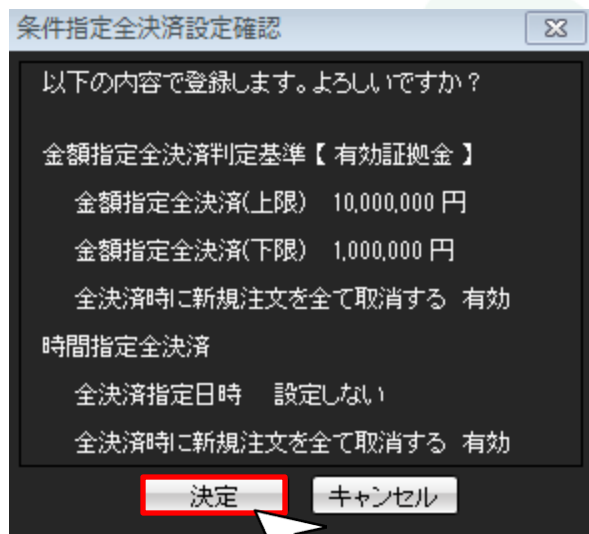 条件指定全決済設定確認
以下の内容で登録します。よろしいですか？
金額指定全決済判定基準【 有効証拠金 】
金額指定全決済(上限) 10,000,000 円
金額指定全決済(下限) 1,000,000 円
全決済時に新規注文を全て取消する 有効
時間指定全決済
全決済指定日時 設定しない
全決済時に新規注文を全て取消する 有効
決定 キャンセル